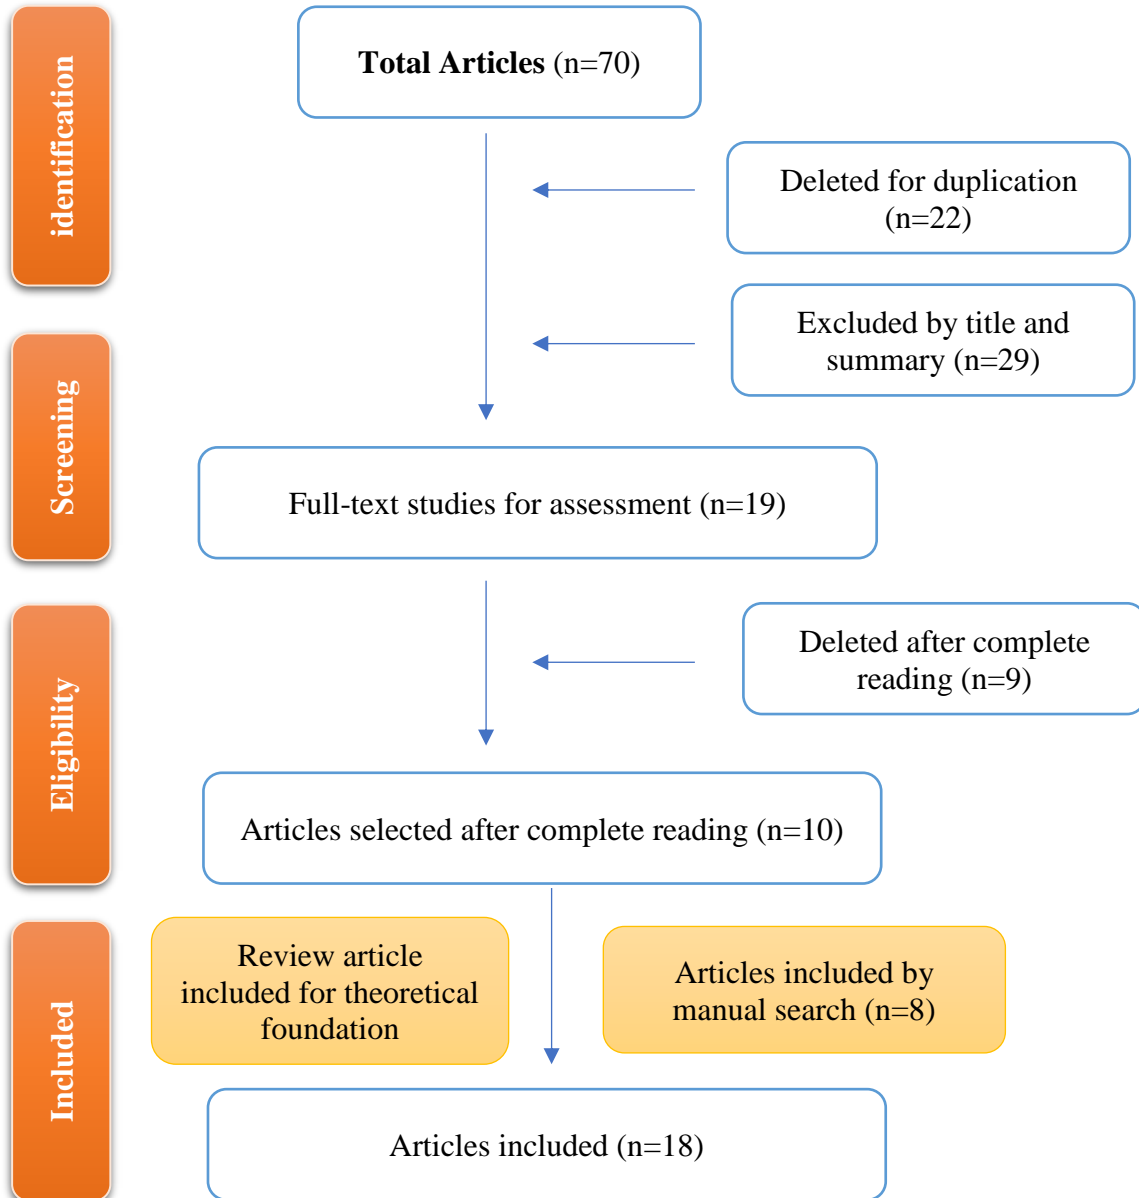 identification
Total Articles (n=70)
Deleted for duplication
(n=22)
Excluded by title and
summary (n=29)
Screening
Full-text studies for assessment (n=19)
Eligibility
Deleted after complete
reading (n=9)
Articles selected after complete reading (n=10)
Included
Review article
included for theoretical
foundation
Articles included by
manual search (n=8)
Articles included (n=18)